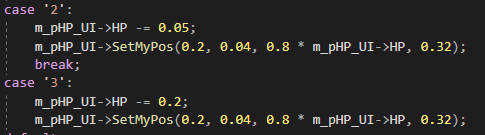 case '2':
m_pHP_UI->HP -= 0.05;
m_pHP_UI->SetMyPos(0.2, 0.04, 0.8 * m_pHP_UI->HP, 0.32);
break;
case '3':
m_pHP_UI->HP -= 0.2;
m_pHP_UI->SetMyPos(0.2, 0.04, 0.8 * m_pHP_UI->HP, 0.32);